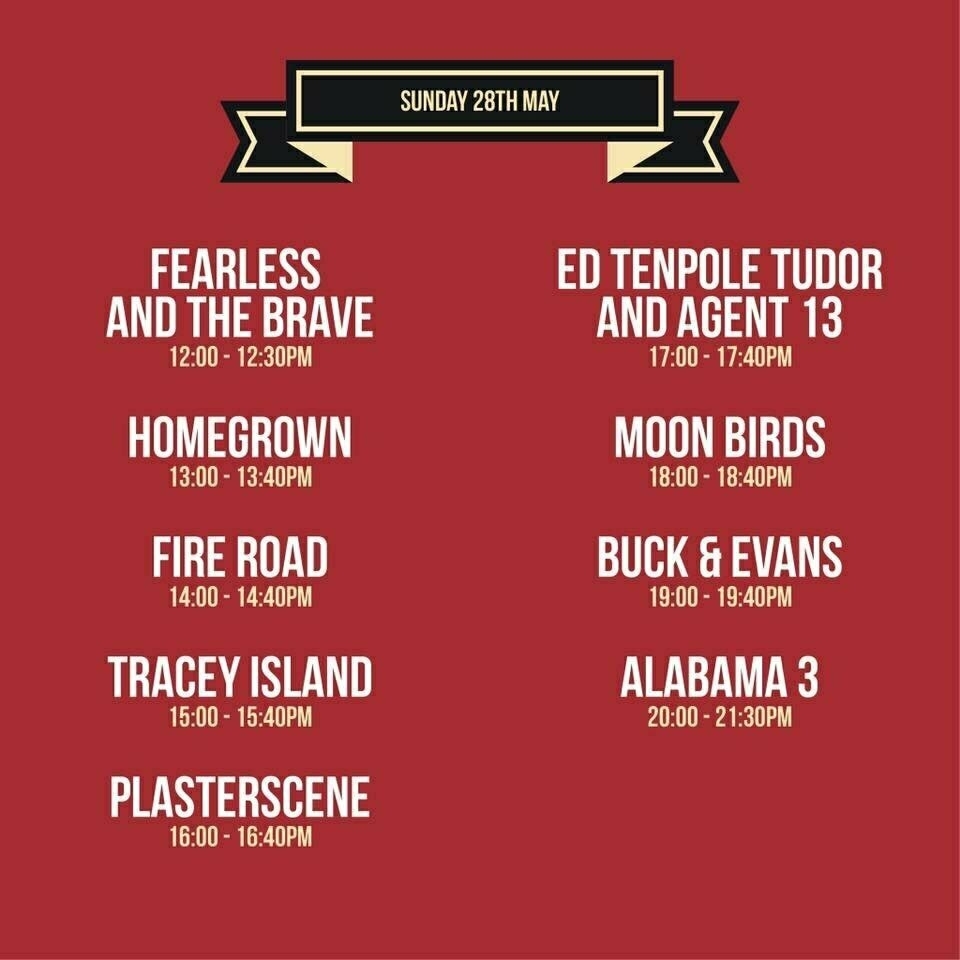 SUNDAY 28TH MAY
FEARLESS
AND THE BRAVE
12:00 - 12:30PM
HOMEGROWN
13:00 - 13:40PM
FIRE ROAD
14:00 - 14:40PM
TRACEY ISLAND
15:00 - 15:40PM
PLASTERSCENE
16:00 - 16:40PM
ED TENPOLE TUDOR
AND AGENT 13
17:00 - 17:40PM
MOON BIRDS
18:00 - 18:40PM
BUCK & EVANS
19:00 - 19:40PM
ALABAMA 3
20:00 - 21:30PM